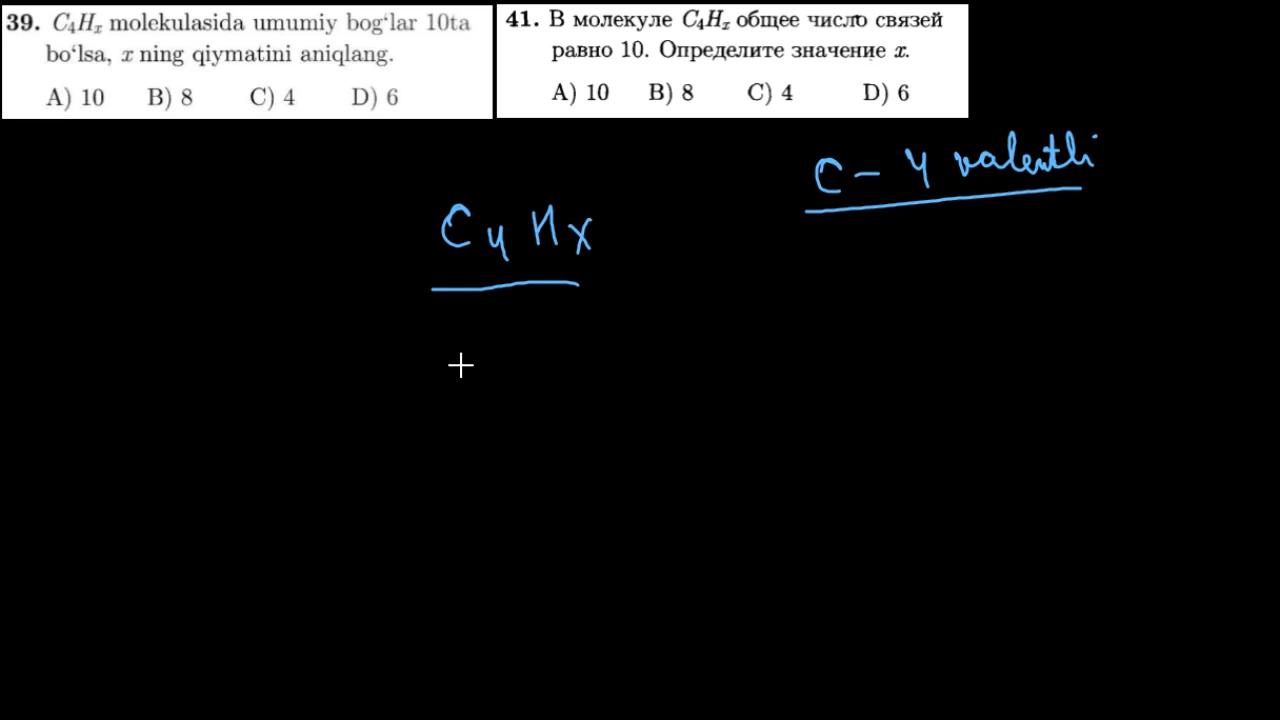 39. C₄Hₓ molekulasida umumiy bog‘lar 10ta
bo‘lsa, x ning qiymatini aniqlang.
A) 10 B) 8 C) 4 D) 6
41. В молекуле C₄Hₓ общее число связей
равно 10. Определите значение x.
A) 10 B) 8 C) 4 D) 6
C - 4 valentli
C₄Hₓ